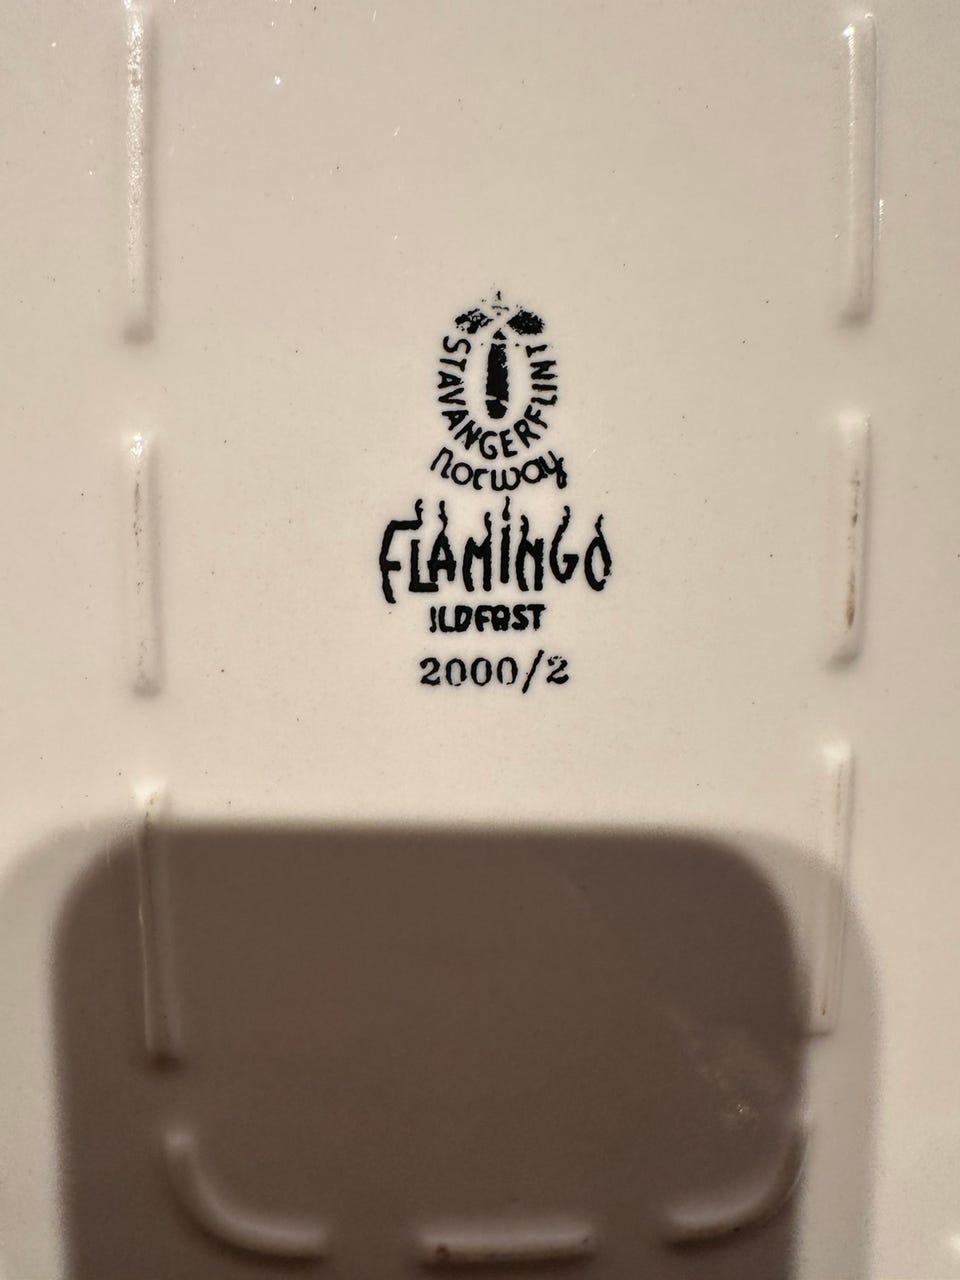 STAVANGERFLINT
Norway
FLAMINGO
ILDFAST
2000/2